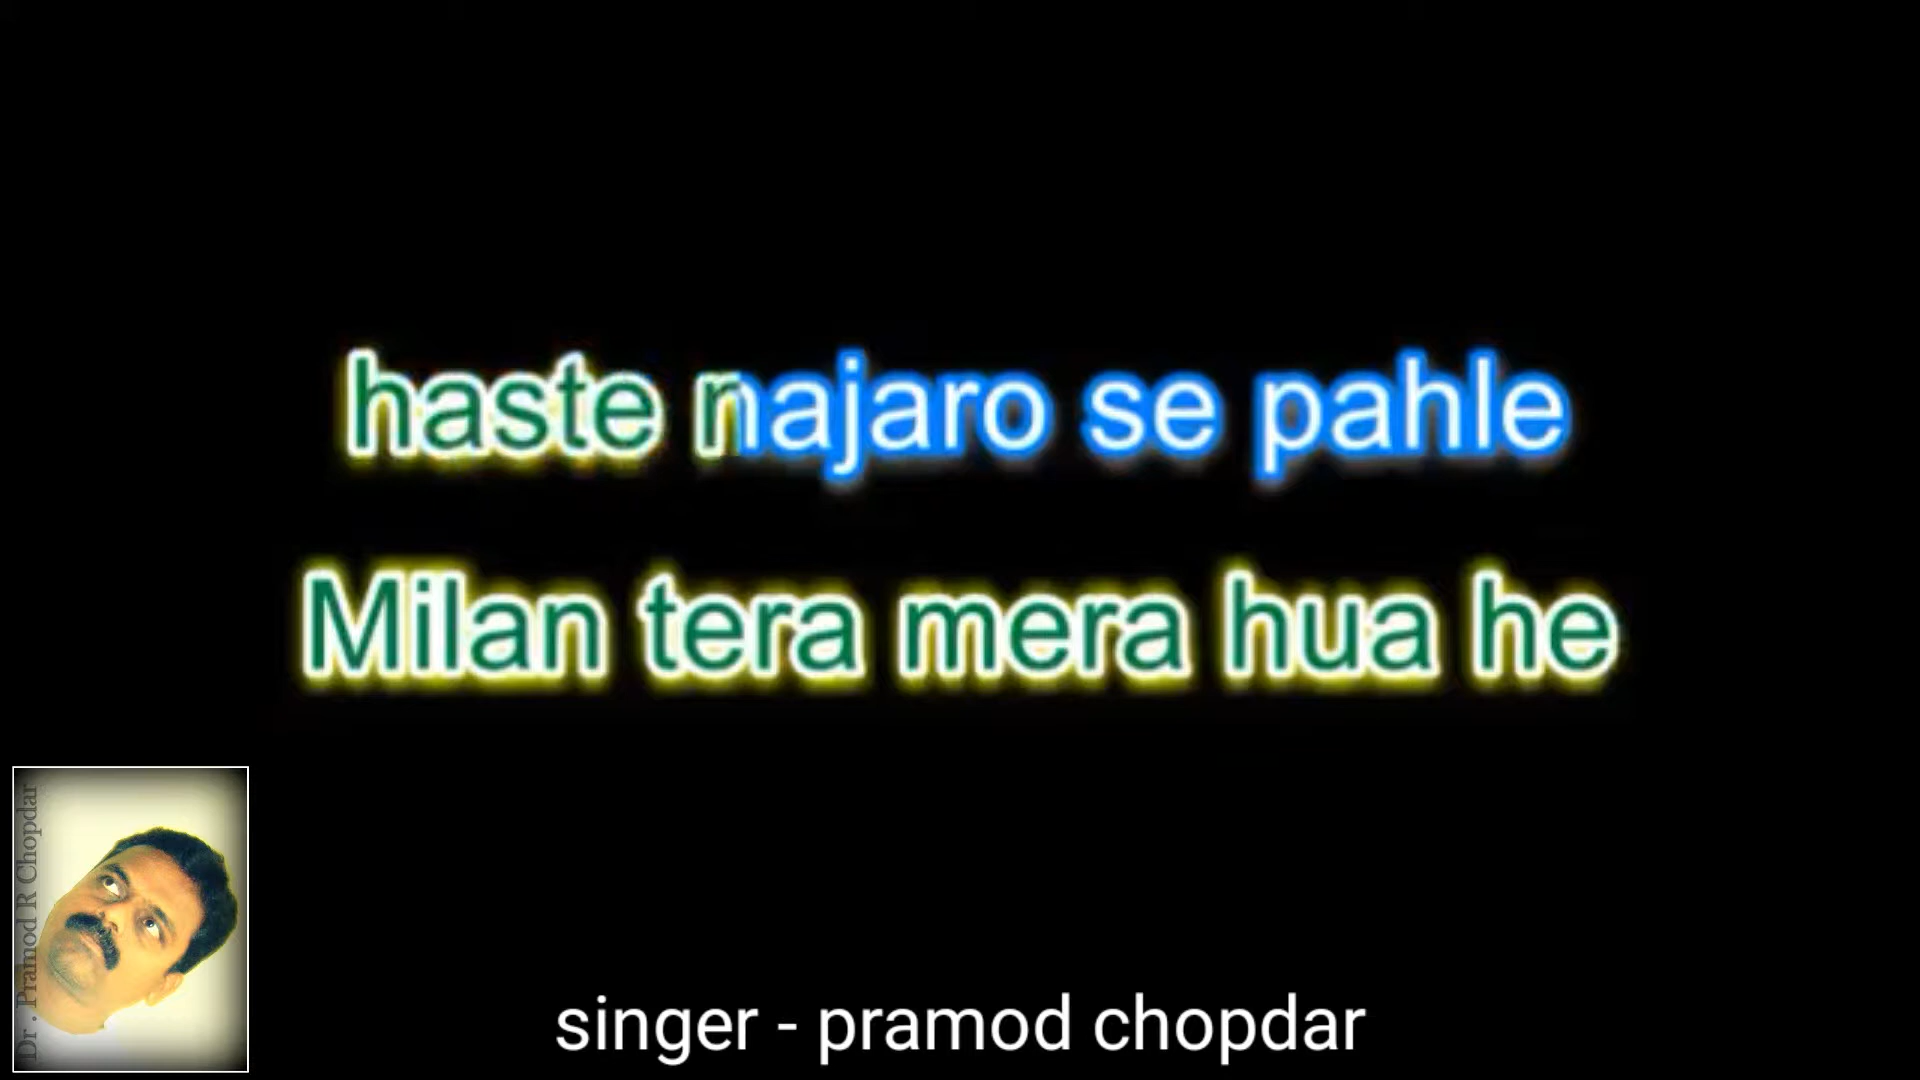 haste najaro se pahle
Milan tera mera hua he
Dr . Pramod R Chopdar
singer - pramod chopdar